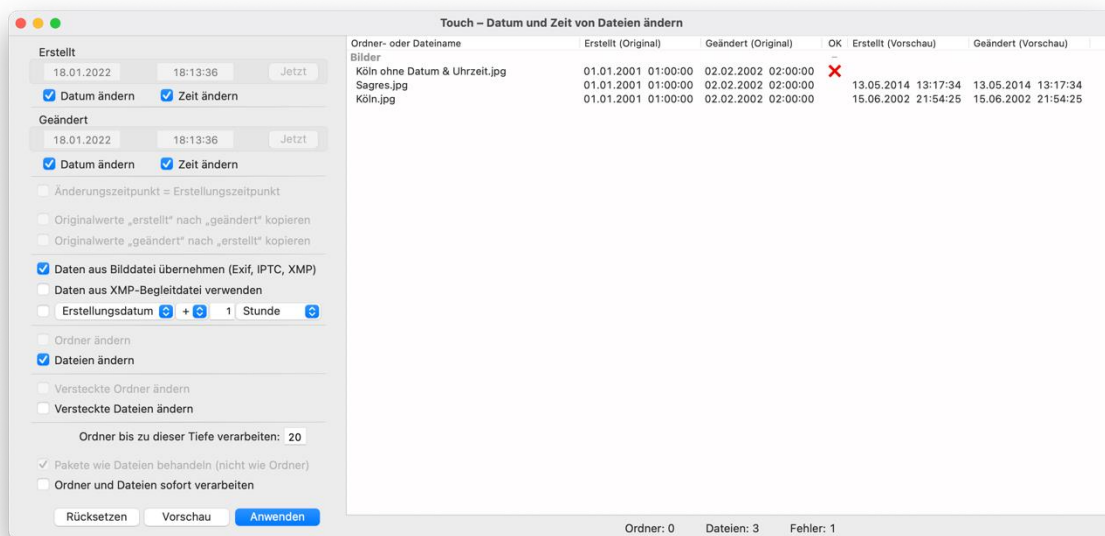 Touch – Datum und Zeit von Dateien ändern
Erstellt
18.01.2022 18:13:36 Jetzt
Datum ändern Zeit ändern
Geändert
18.01.2022 18:13:36 Jetzt
Datum ändern Zeit ändern
Änderungszeitpunkt = Erstellungszeitpunkt
Originalwerte „erstellt“ nach „geändert“ kopieren
Originalwerte „geändert“ nach „erstellt“ kopieren
Daten aus Bilddatei übernehmen (Exif, IPTC, XMP)
Daten aus XMP-Begleitdatei verwenden
Erstellungsdatum + 1 Stunde
Ordner ändern
Dateien ändern
Versteckte Ordner ändern
Versteckte Dateien ändern
Ordner bis zu dieser Tiefe verarbeiten: 20
Pakete wie Dateien behandeln (nicht wie Ordner)
Ordner und Dateien sofort verarbeiten
Rücksetzen Vorschau Anwenden
Ordner- oder Dateiname Erstellt (Original) Geändert (Original) OK Erstellt (Vorschau) Geändert (Vorschau)
Bilder –
Köln ohne Datum & Uhrzeit.jpg 01.01.2001 01:00:00 02.02.2002 02:00:00
Sagres.jpg 01.01.2001 01:00:00 02.02.2002 02:00:00 13.05.2014 13:17:34 13.05.2014 13:17:34
Köln.jpg 01.01.2001 01:00:00 02.02.2002 02:00:00 15.06.2002 21:54:25 15.06.2002 21:54:25
Ordner: 0 Dateien: 3 Fehler: 1